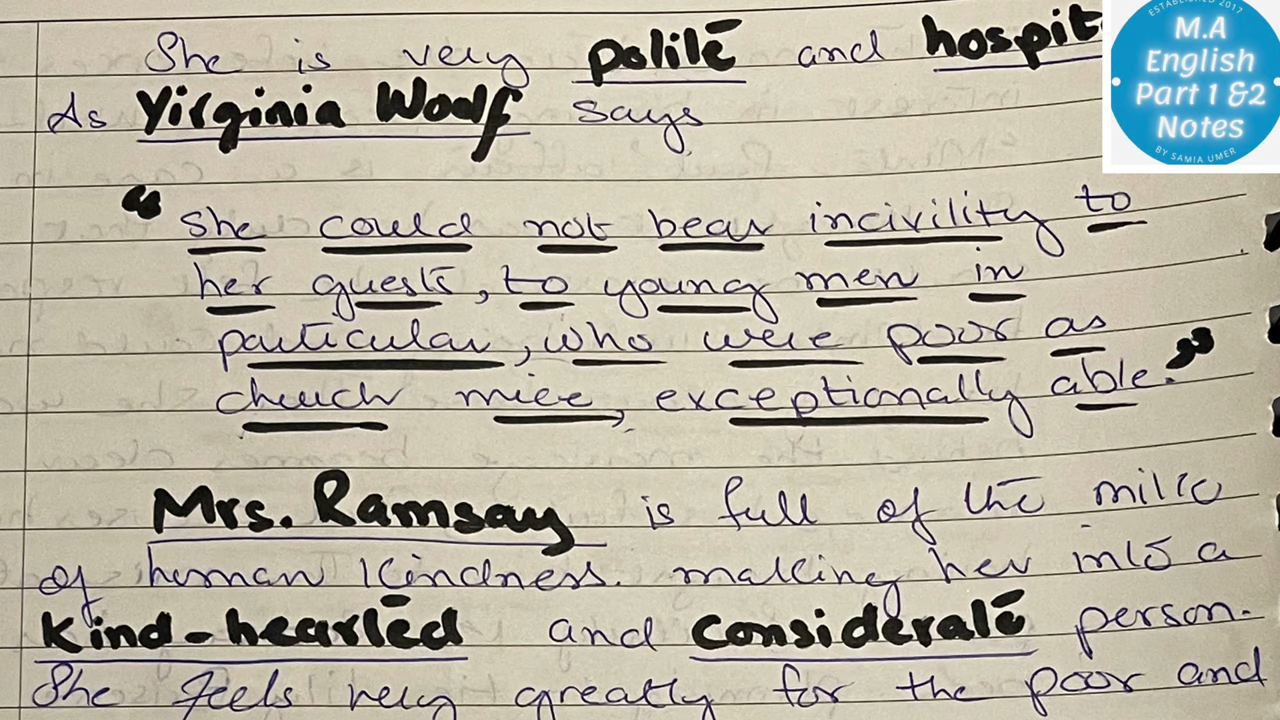 She is very polite and hospit
As Virginia Woolf says
"She could not bear incivility to
her guests, to young men in
particular, who were poor as
church mice, exceptionally able."
Mrs. Ramsay is full of the milk
of human kindness. making her into a
Kind-hearted and Considerate person.
She feels very greatly for the poor and
ESTABLISHED 2017
M.A
English
Part 1 &2
Notes
BY SAMIA UMER